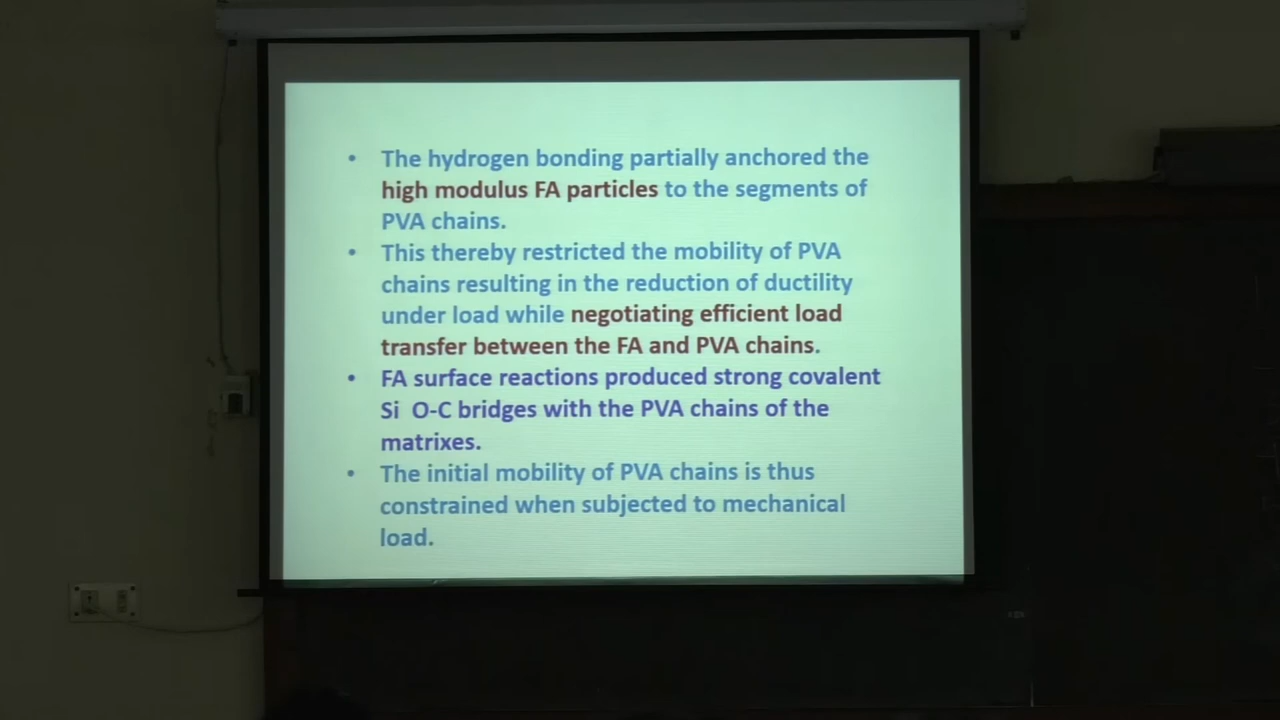 • The hydrogen bonding partially anchored the
high modulus FA particles to the segments of
PVA chains.
• This thereby restricted the mobility of PVA
chains resulting in the reduction of ductility
under load while negotiating efficient load
transfer between the FA and PVA chains.
• FA surface reactions produced strong covalent
Si O-C bridges with the PVA chains of the
matrixes.
• The initial mobility of PVA chains is thus
constrained when subjected to mechanical
load.